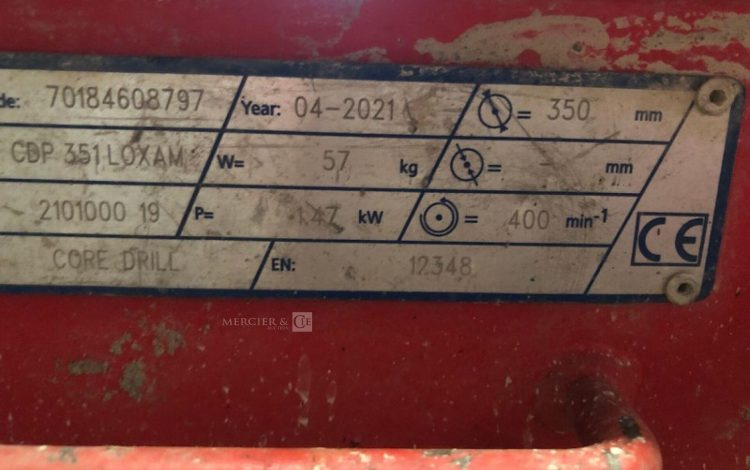 de: 70184608797 Year: 04-2021 = 350 mm
CDP 351 LOXAM W= 57 kg = - mm
2101000 19 P= 1.47 kW = 400 min-1
CORE DRILL EN: 12348
CE
MERCIER & CIE
AUCTION